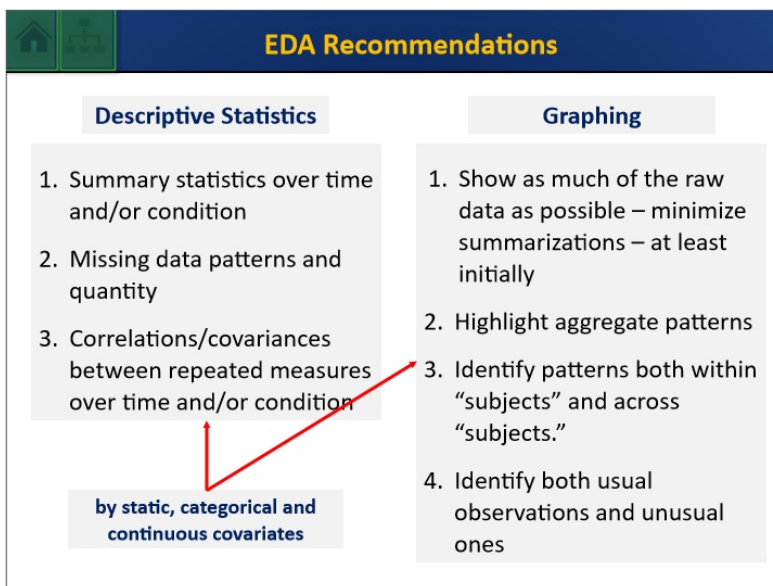 EDA Recommendations
Descriptive Statistics
1. Summary statistics over time
and/or condition
2. Missing data patterns and
quantity
3. Correlations/covariances
between repeated measures
over time and/or condition
by static, categorical and
continuous covariates
Graphing
1. Show as much of the raw
data as possible – minimize
summarizations – at least
initially
2. Highlight aggregate patterns
3. Identify patterns both within
“subjects” and across
“subjects.”
4. Identify both usual
observations and unusual
ones